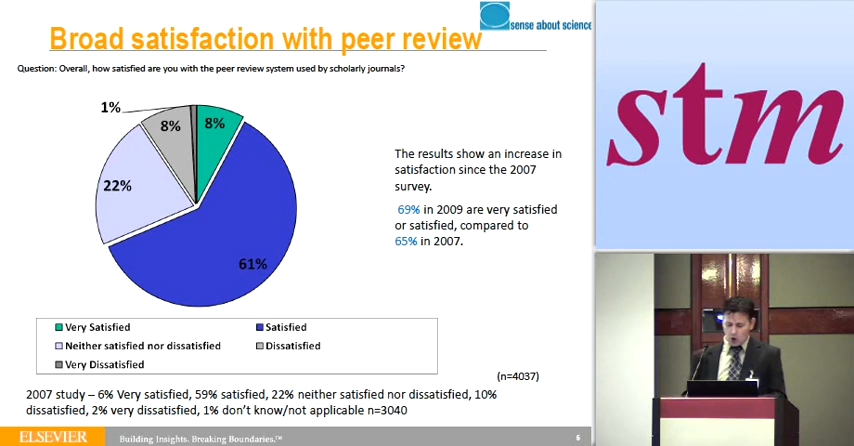 sense about science
Broad satisfaction with peer review
Question: Overall, how satisfied are you with the peer review system used by scholarly journals?
1%
8%
8%
22%
61%
The results show an increase in
satisfaction since the 2007
survey.
69% in 2009 are very satisfied
or satisfied, compared to
65% in 2007.
Very Satisfied
Satisfied
Neither satisfied nor dissatisfied
Dissatisfied
Very Dissatisfied
(n=4037)
2007 study – 6% Very satisfied, 59% satisfied, 22% neither satisfied nor dissatisfied, 10%
dissatisfied, 2% very dissatisfied, 1% don't know/not applicable n=3040
ELSEVIER
Building Insights. Breaking Boundaries.™
6
stm